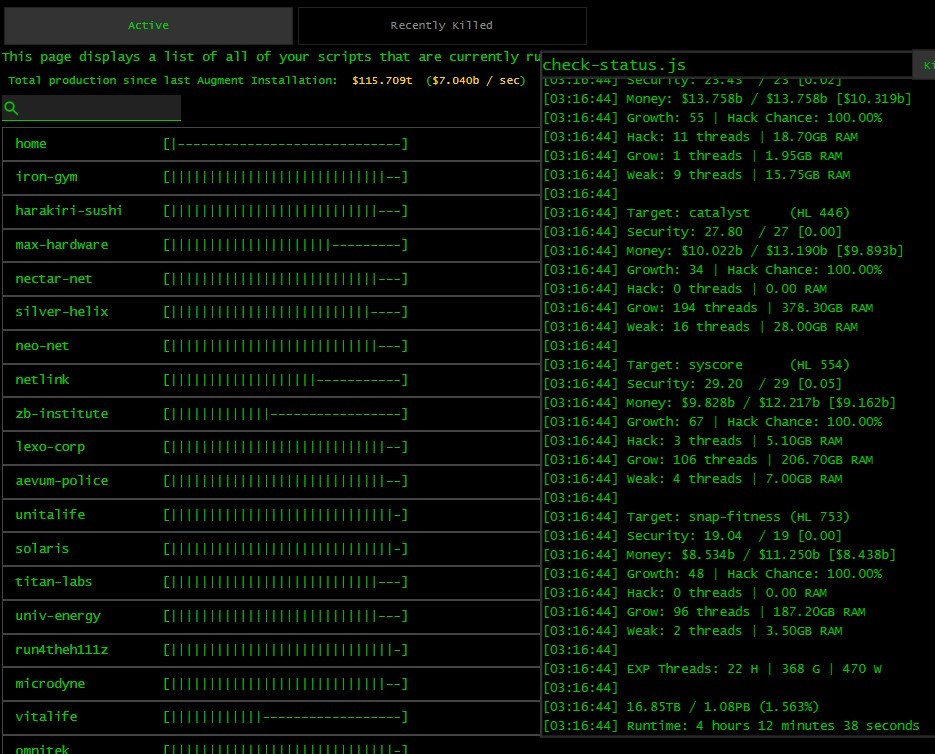 Active
Recently Killed
This page displays a list of all of your scripts that are currently ru
Total production since last Augment Installation: $115.709t ($7.040b / sec)
home [|-----------------------------]
iron-gym [||||||||||||||||||||||||||||--]
harakiri-sushi [|||||||||||||||||||||||||||---]
max-hardware [|||||||||||||||||||||---------]
nectar-net [|||||||||||||||||||||||||||---]
silver-helix [||||||||||||||||||||||||||----]
neo-net [|||||||||||||||||||||||||||---]
netlink [|||||||||||||||||||-----------]
zb-institute [|||||||||||||-----------------]
lexo-corp [||||||||||||||||||||||||||||--]
aevum-police [||||||||||||||||||||||||||||--]
unitalife [|||||||||||||||||||||||||||||-]
solaris [|||||||||||||||||||||||||||||-]
titan-labs [|||||||||||||||||||||||||||---]
univ-energy [|||||||||||||||||||||||||||---]
run4theh111z [|||||||||||||||||||||||||||||-]
microdyne [||||||||||||||||||||||||||||--]
vitalife [||||||||||||------------------]
omnitek [|||||||||||||||||||||||||||||-]
check-status.js
Ki
[03:16:44] Security: 23.43 / 23 [0.02]
[03:16:44] Money: $13.758b / $13.758b [$10.319b]
[03:16:44] Growth: 55 | Hack Chance: 100.00%
[03:16:44] Hack: 11 threads | 18.70GB RAM
[03:16:44] Grow: 1 threads | 1.95GB RAM
[03:16:44] Weak: 9 threads | 15.75GB RAM
[03:16:44]
[03:16:44] Target: catalyst (HL 446)
[03:16:44] Security: 27.80 / 27 [0.00]
[03:16:44] Money: $10.022b / $13.190b [$9.893b]
[03:16:44] Growth: 34 | Hack Chance: 100.00%
[03:16:44] Hack: 0 threads | 0.00 RAM
[03:16:44] Grow: 194 threads | 378.30GB RAM
[03:16:44] Weak: 16 threads | 28.00GB RAM
[03:16:44]
[03:16:44] Target: syscore (HL 554)
[03:16:44] Security: 29.20 / 29 [0.05]
[03:16:44] Money: $9.828b / $12.217b [$9.162b]
[03:16:44] Growth: 67 | Hack Chance: 100.00%
[03:16:44] Hack: 3 threads | 5.10GB RAM
[03:16:44] Grow: 106 threads | 206.70GB RAM
[03:16:44] Weak: 4 threads | 7.00GB RAM
[03:16:44]
[03:16:44] Target: snap-fitness (HL 753)
[03:16:44] Security: 19.04 / 19 [0.00]
[03:16:44] Money: $8.534b / $11.250b [$8.438b]
[03:16:44] Growth: 48 | Hack Chance: 100.00%
[03:16:44] Hack: 0 threads | 0.00 RAM
[03:16:44] Grow: 96 threads | 187.20GB RAM
[03:16:44] Weak: 2 threads | 3.50GB RAM
[03:16:44]
[03:16:44] EXP Threads: 22 H | 368 G | 470 W
[03:16:44]
[03:16:44] 16.85TB / 1.08PB (1.563%)
[03:16:44] Runtime: 4 hours 12 minutes 38 seconds